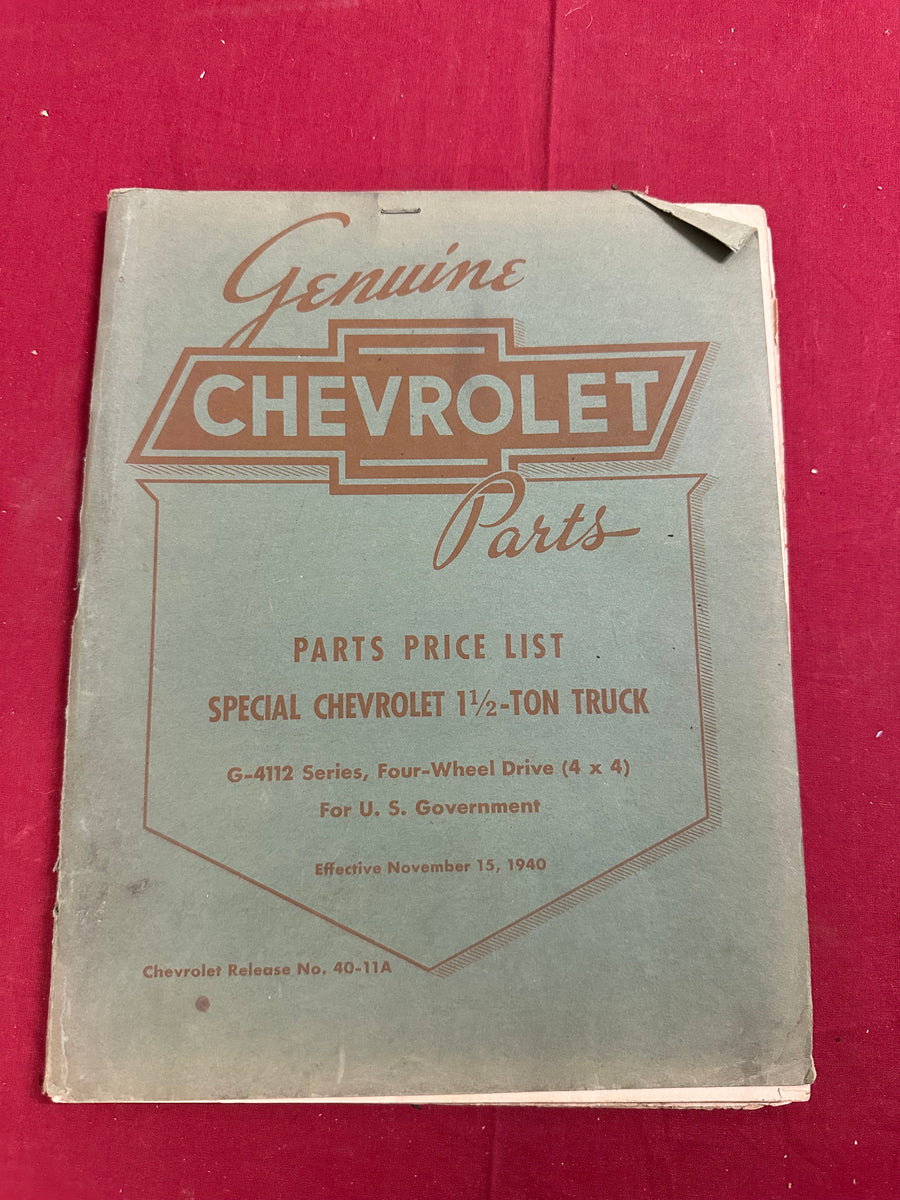 Genuine
CHEVROLET
Parts
PARTS PRICE LIST
SPECIAL CHEVROLET 1½-TON TRUCK
G-4112 Series, Four-Wheel Drive (4 x 4)
For U. S. Government
Effective November 15, 1940
Chevrolet Release No. 40-11A